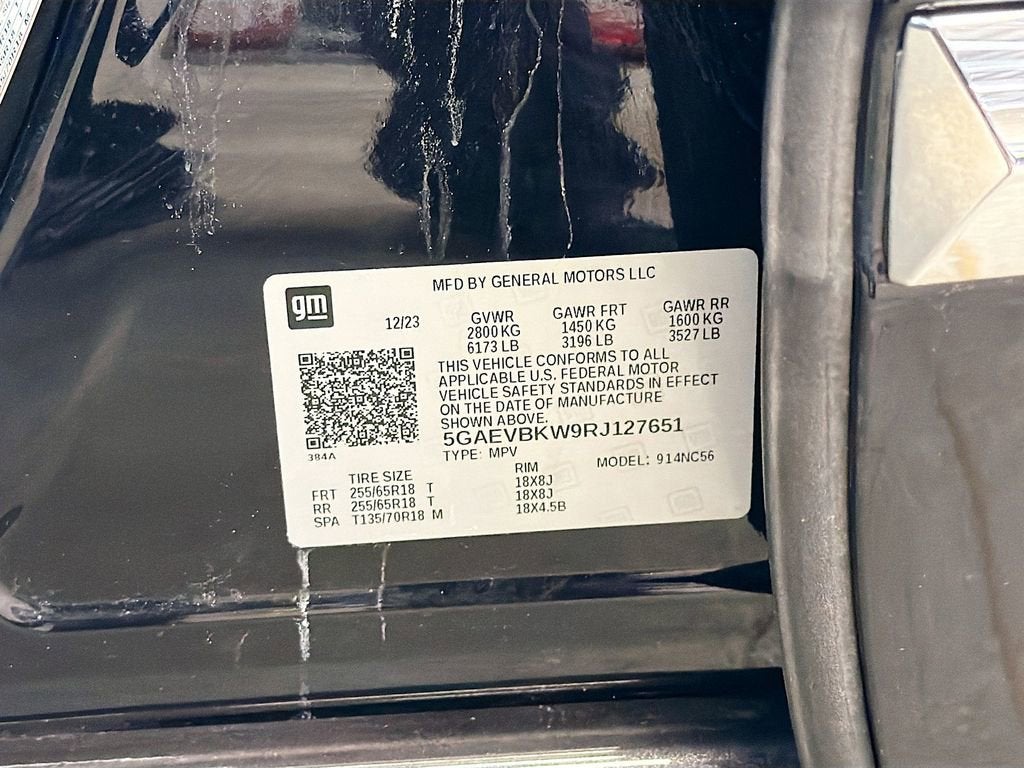 MFD BY GENERAL MOTORS LLC
gm
12/23
GVWR GAWR FRT GAWR RR
2800 KG 1450 KG 1600 KG
6173 LB 3196 LB 3527 LB
THIS VEHICLE CONFORMS TO ALL
APPLICABLE U.S. FEDERAL MOTOR
VEHICLE SAFETY STANDARDS IN EFFECT
ON THE DATE OF MANUFACTURE
SHOWN ABOVE.
5GAEVBKW9RJ127651
384A
TYPE: MPV MODEL: 914NC56
TIRE SIZE RIM
FRT 255/65R18 T 18X8J
RR 255/65R18 T 18X8J
SPA T135/70R18 M 18X4.5B